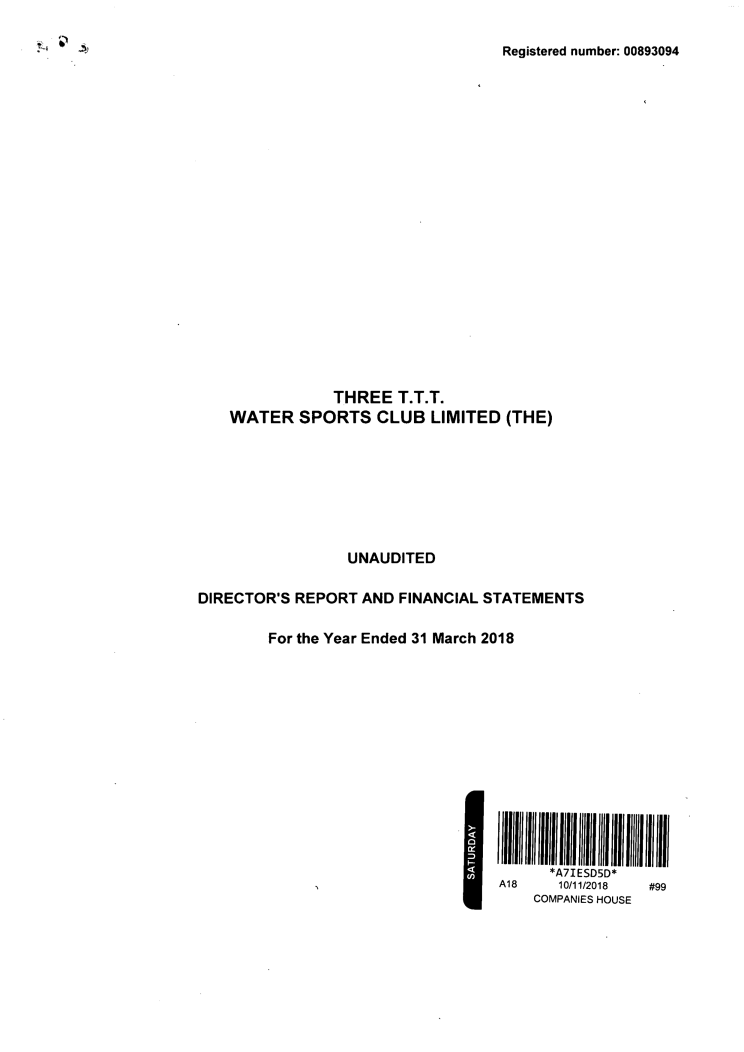 Registered number: 00893094
THREE T.T.T.
WATER SPORTS CLUB LIMITED (THE)
UNAUDITED
DIRECTOR'S REPORT AND FINANCIAL STATEMENTS
For the Year Ended 31 March 2018
SATURDAY
*A7IESD5D*
A18 10/11/2018 #99
COMPANIES HOUSE